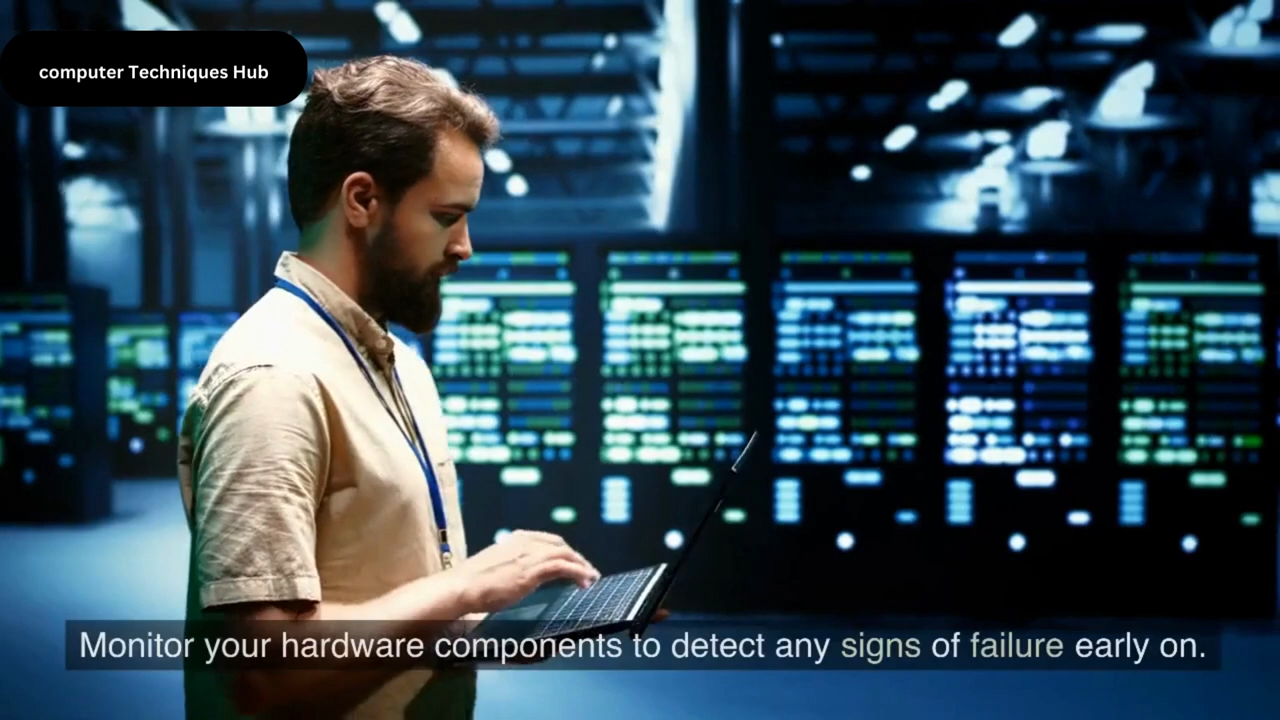 computer Techniques Hub
Monitor your hardware components to detect any signs of failure early on.